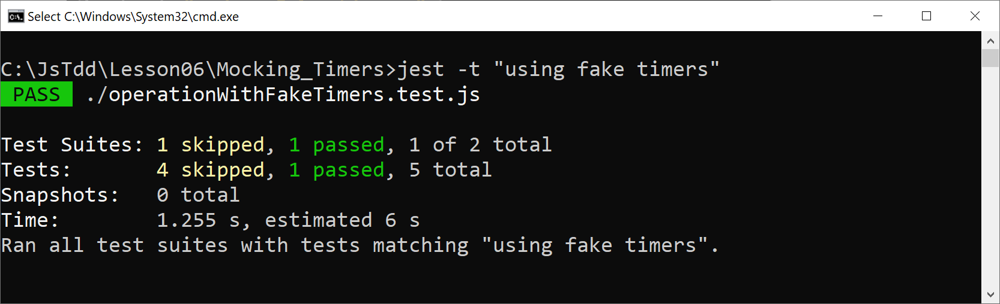 Select C:\Windows\System32\cmd.exe
C:\JsTdd\Lesson06\Mocking_Timers>jest -t "using fake timers"
PASS ./operationWithFakeTimers.test.js
Test Suites: 1 skipped, 1 passed, 1 of 2 total
Tests:       4 skipped, 1 passed, 5 total
Snapshots:   0 total
Time:        1.255 s, estimated 6 s
Ran all test suites with tests matching "using fake timers".